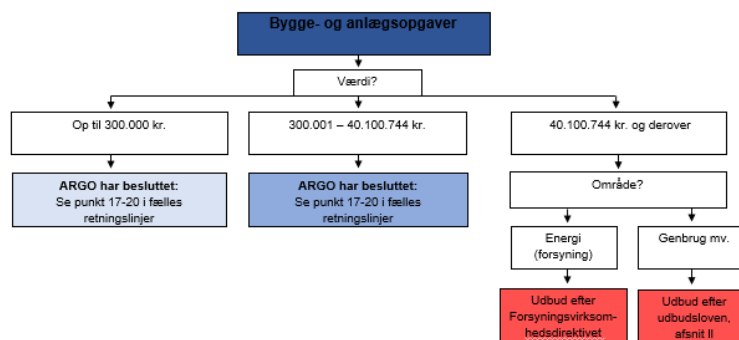 Bygge- og anlægsopgaver
Værdi?
Op til 300.000 kr.
300.001 – 40.100.744 kr.
40.100.744 kr. og derover
ARGO har besluttet:
Se punkt 17-20 i fælles
retningslinjer
ARGO har besluttet:
Se punkt 17-20 i fælles
retningslinjer
Område?
Energi
(forsyning)
Genbrug mv.
Udbud efter
Forsyningsvirksom-
hedsdirektivet
Udbud efter
udbudsloven,
afsnit II